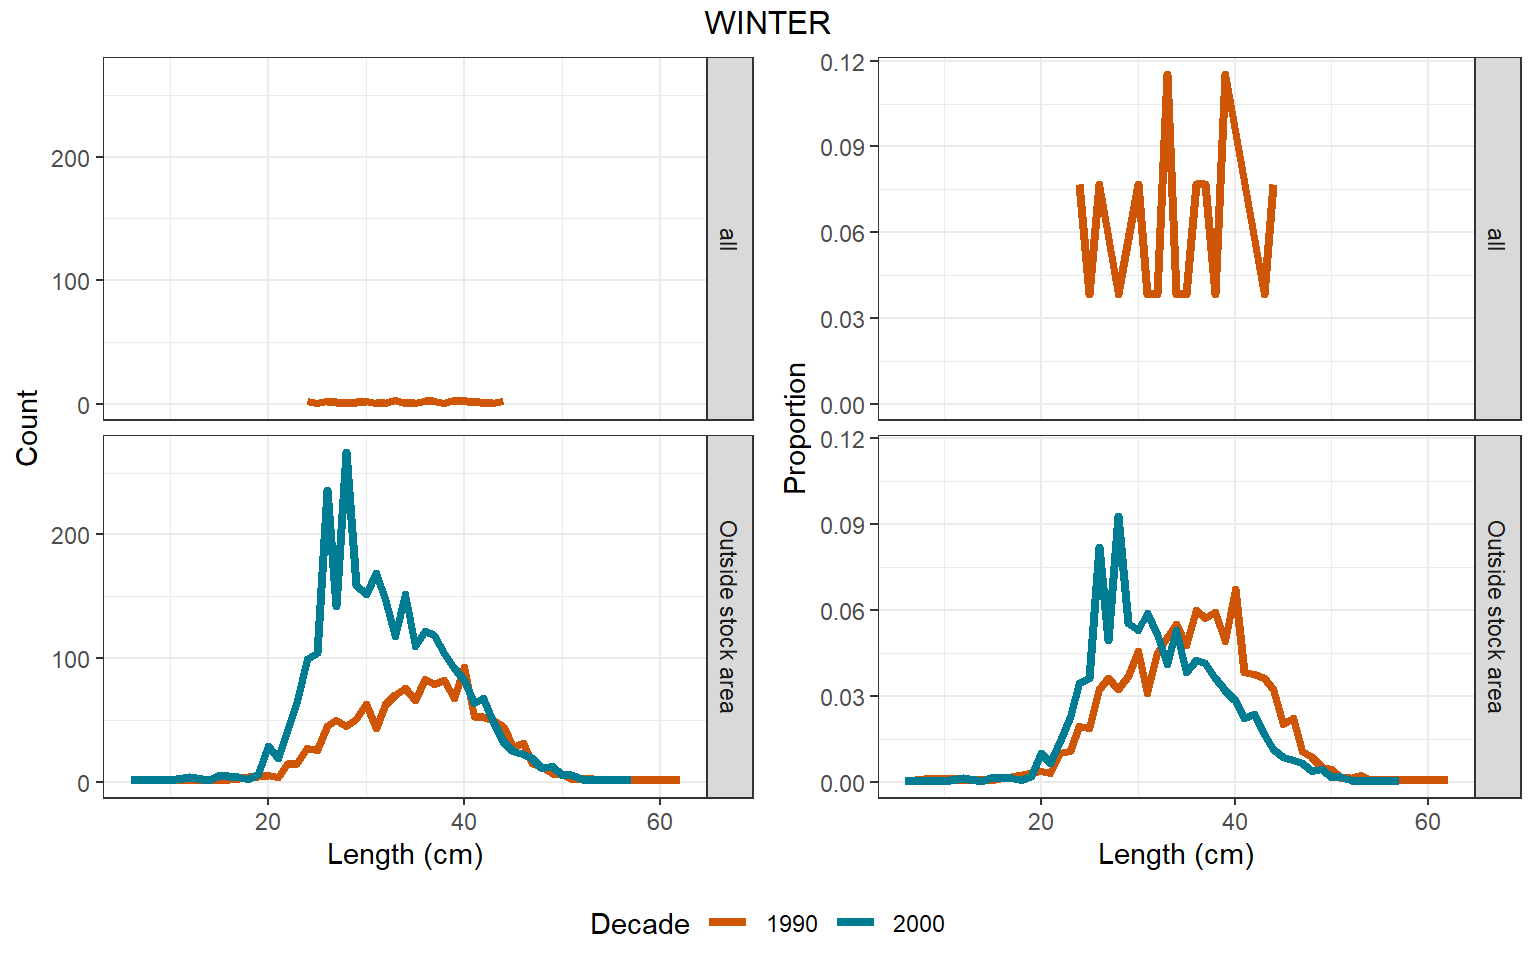 WINTER
Count
200
100
0
all
200
100
0
Outside stock area
20
40
60
Length (cm)
Proportion
0.12
0.09
0.06
0.03
0.00
all
0.12
0.09
0.06
0.03
0.00
Outside stock area
20
40
60
Length (cm)
Decade 1990 2000